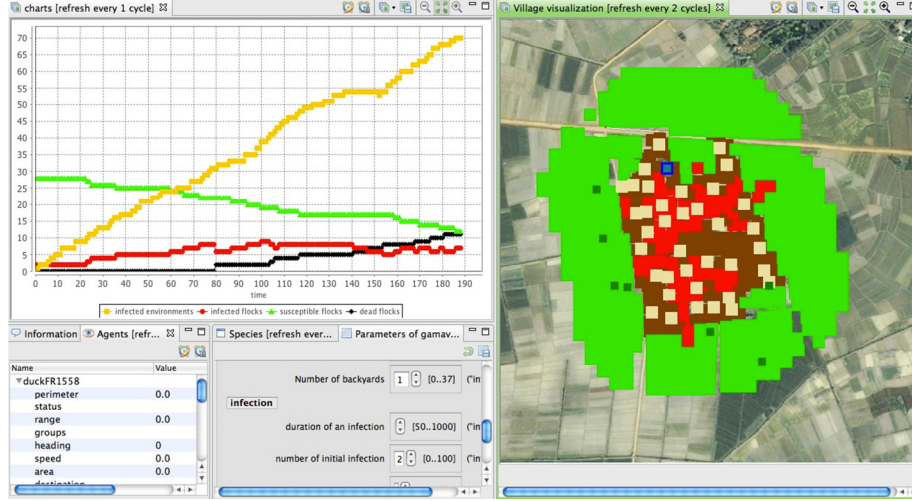 charts [refresh every 1 cycle]
70
65
60
55
50
45
40
35
30
25
20
15
10
5
0
0 10 20 30 40 50 60 70 80 90 100 110 120 130 140 150 160 170 180 190
time
infected environments infected flocks susceptible flocks dead flocks
Village visualization [refresh every 2 cycles]
Information Agents [refr...
Name Value
duckFR1558
perimeter 0.0
status
range 0.0
groups
heading 0
speed 0.0
area 0.0
destination
Species [refresh ever... Parameters of gamav...
Number of backyards 1 [0..37] ("in
infection
duration of an infection [50..1000] ("in
number of initial infection 2 [0..100] ("in